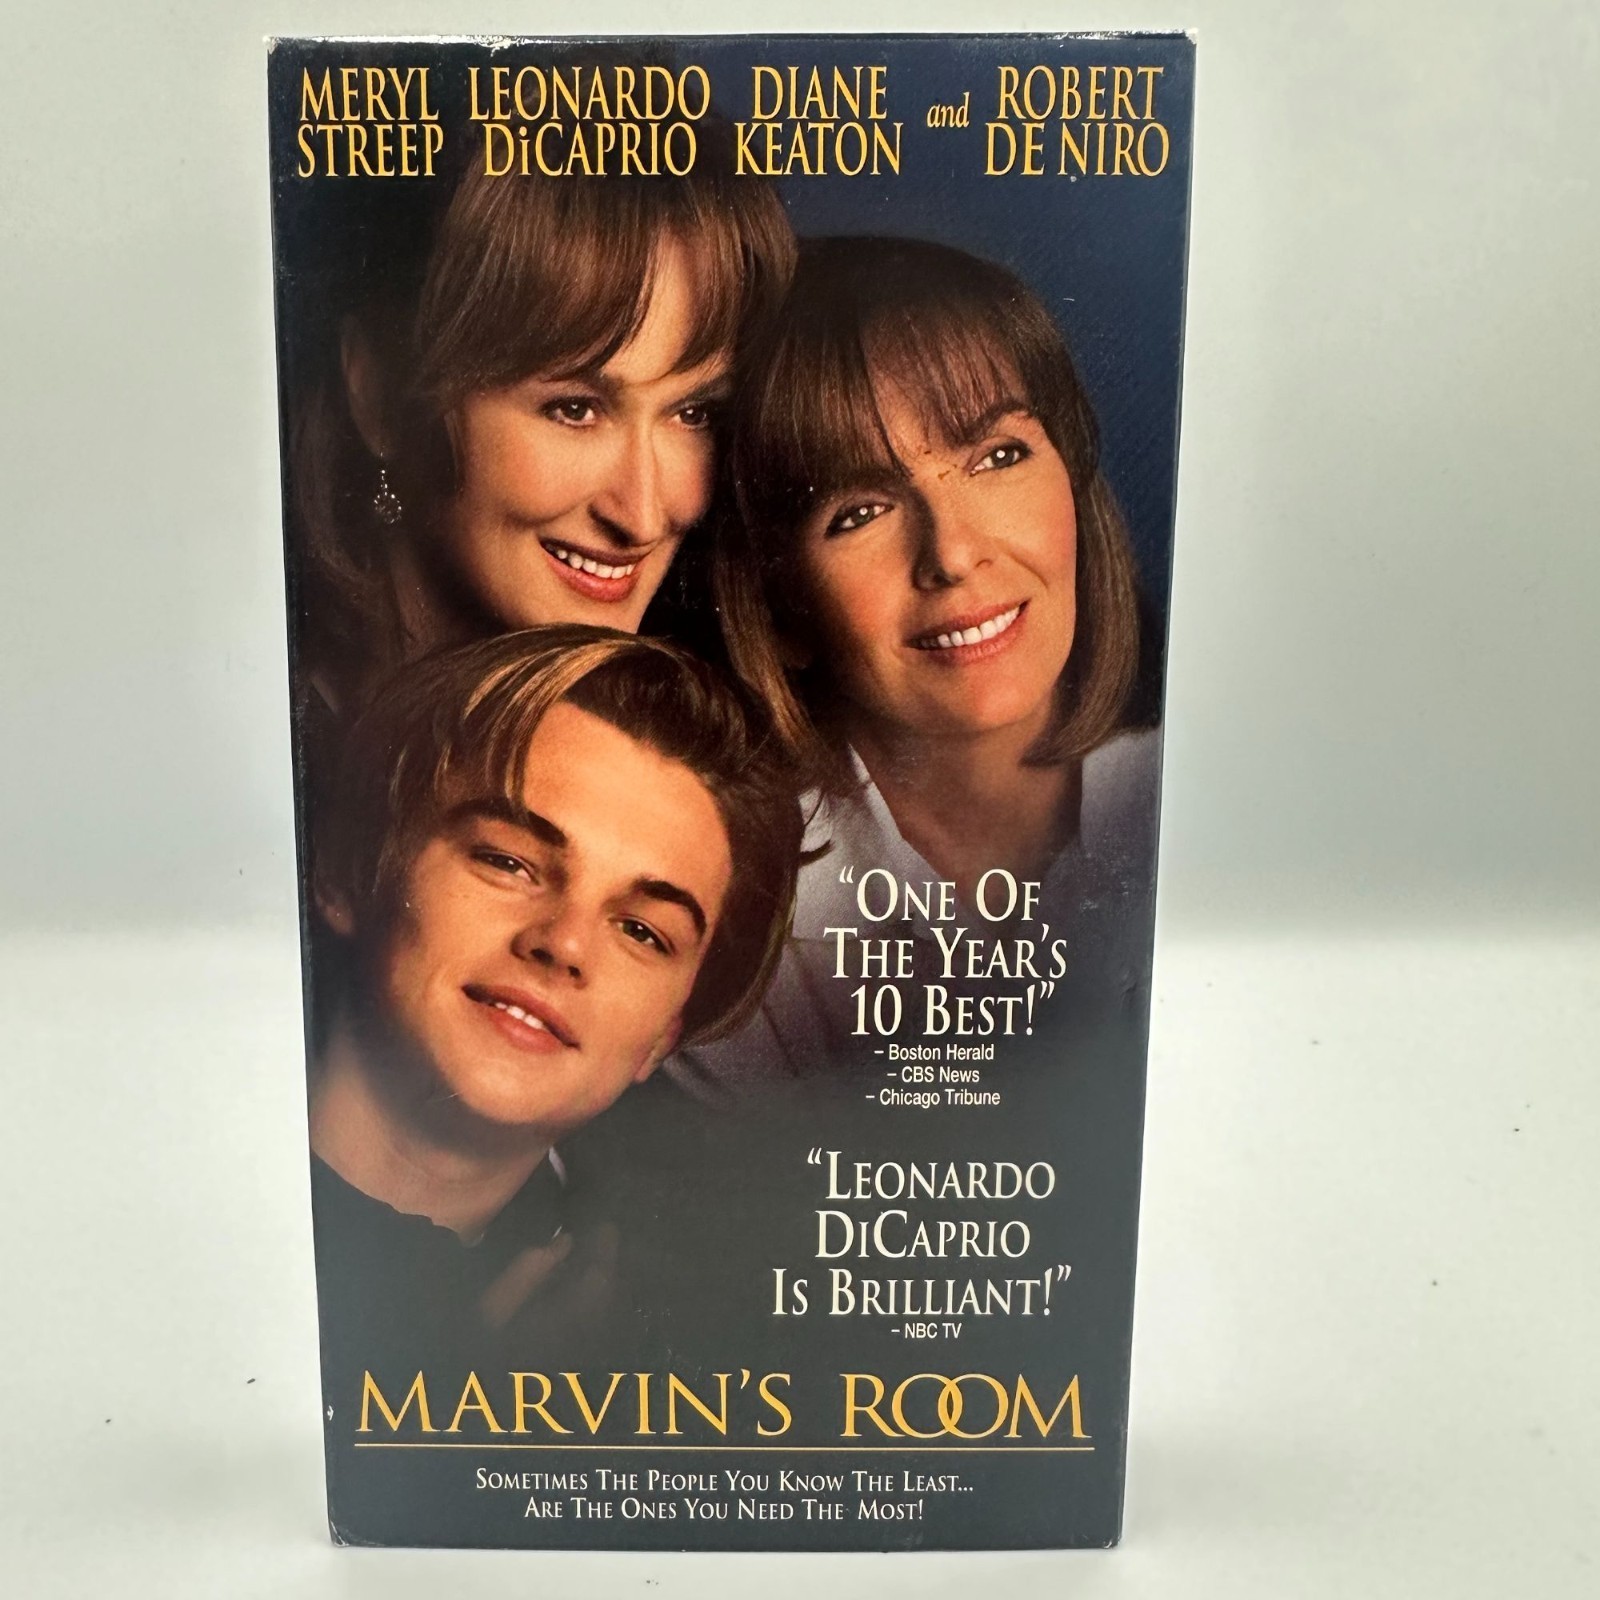 MERYL LEONARDO DIANE and ROBERT
STREEP DiCAPRIO KEATON DE NIRO
“ONE OF
THE YEAR’S
10 BEST!”
– Boston Herald
– CBS News
– Chicago Tribune
“LEONARDO
DICAPRIO
IS BRILLIANT!”
– NBC TV
MARVIN’S ROOM
SOMETIMES THE PEOPLE YOU KNOW THE LEAST...
ARE THE ONES YOU NEED THE MOST!